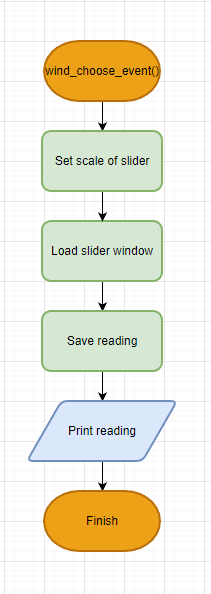 wind_choose_event()
Set scale of slider
Load slider window
Save reading
Print reading
Finish